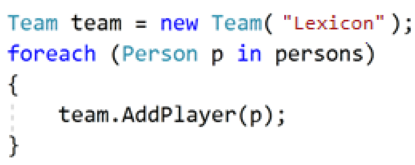 Team team = new Team( "Lexicon");
foreach (Person p in persons)
{
    team.AddPlayer(p);
}